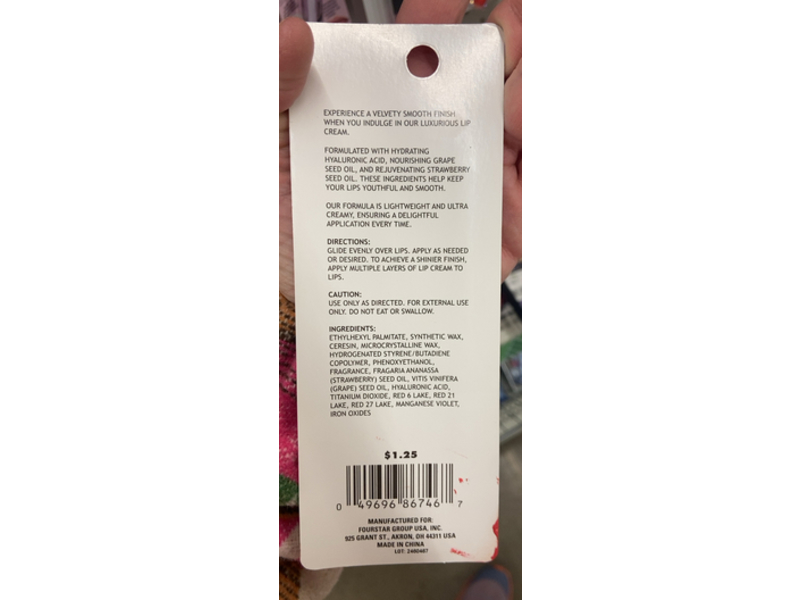 EXPERIENCE A VELVETY SMOOTH FINISH
WHEN YOU INDULGE IN OUR LUXURIOUS LIP
CREAM.
FORMULATED WITH HYDRATING
HYALURONIC ACID, NOURISHING GRAPE
SEED OIL, AND REJUVENATING STRAWBERRY
SEED OIL. THESE INGREDIENTS HELP KEEP
YOUR LIPS YOUTHFUL AND SMOOTH.
OUR FORMULA IS LIGHTWEIGHT AND ULTRA
CREAMY, ENSURING A DELIGHTFUL
APPLICATION EVERY TIME.
DIRECTIONS:
GLIDE EVENLY OVER LIPS. APPLY AS NEEDED
OR DESIRED. TO ACHIEVE A SHINIER FINISH,
APPLY MULTIPLE LAYERS OF LIP CREAM TO
LIPS.
CAUTION:
USE ONLY AS DIRECTED. FOR EXTERNAL USE
ONLY. DO NOT EAT OR SWALLOW.
INGREDIENTS:
ETHYLHEXYL PALMITATE, SYNTHETIC WAX,
CERESIN, MICROCRYSTALLINE WAX,
HYDROGENATED STYRENE/BUTADIENE
COPOLYMER, PHENOXYETHANOL,
FRAGRANCE, FRAGARIA ANANASSA
(STRAWBERRY) SEED OIL, VITIS VINIFERA
(GRAPE) SEED OIL, HYALURONIC ACID,
TITANIUM DIOXIDE, RED 6 LAKE, RED 21
LAKE, RED 27 LAKE, MANGANESE VIOLET,
IRON OXIDES
$1.25
0 49696 86746 7
MANUFACTURED FOR:
FOURSTAR GROUP USA, INC.
925 GRANT ST., AKRON, OH 44311 USA
MADE IN CHINA
LOT: 2480487